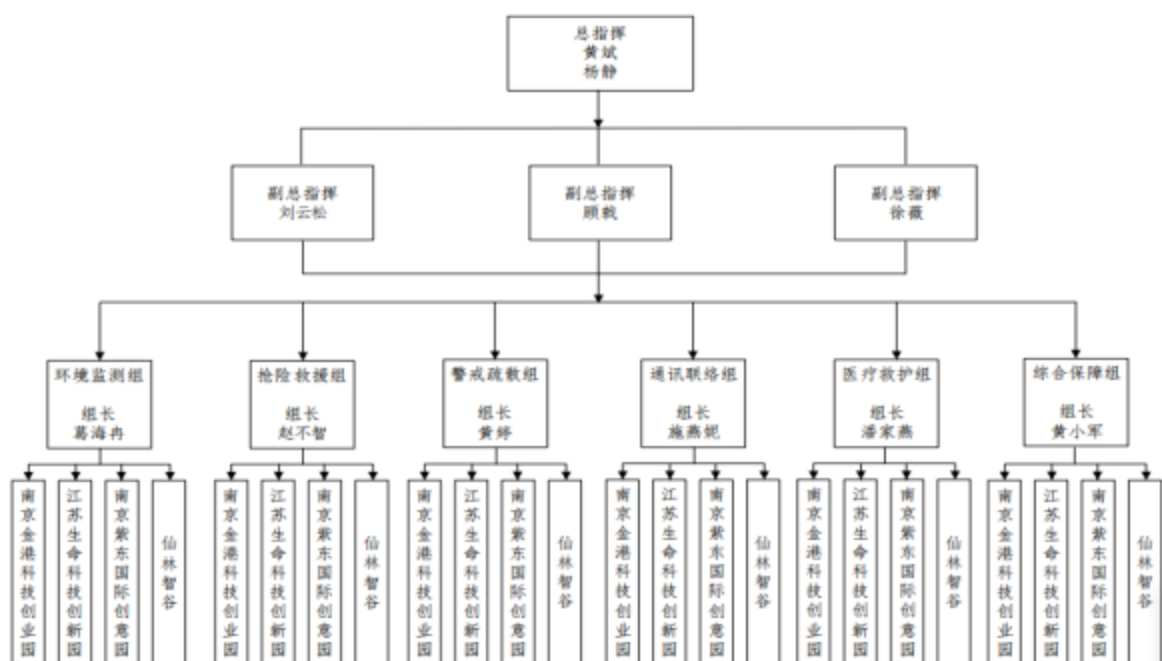 总指挥
黄斌
杨静
副总指挥
刘云松
副总指挥
顾戟
副总指挥
徐薇
环境监测组
组长
葛海冉
抢险救援组
组长
赵不智
警戒疏散组
组长
黄婷
通讯联络组
组长
施燕妮
医疗救护组
组长
潘家燕
综合保障组
组长
黄小军
南京金港科技创业园
江苏生命科技创新园
南京紫东国际创意园
仙林智谷
南京金港科技创业园
江苏生命科技创新园
南京紫东国际创意园
仙林智谷
南京金港科技创业园
江苏生命科技创新园
南京紫东国际创意园
仙林智谷
南京金港科技创业园
江苏生命科技创新园
南京紫东国际创意园
仙林智谷
南京金港科技创业园
江苏生命科技创新园
南京紫东国际创意园
仙林智谷
南京金港科技创业园
江苏生命科技创新园
南京紫东国际创意园
仙林智谷